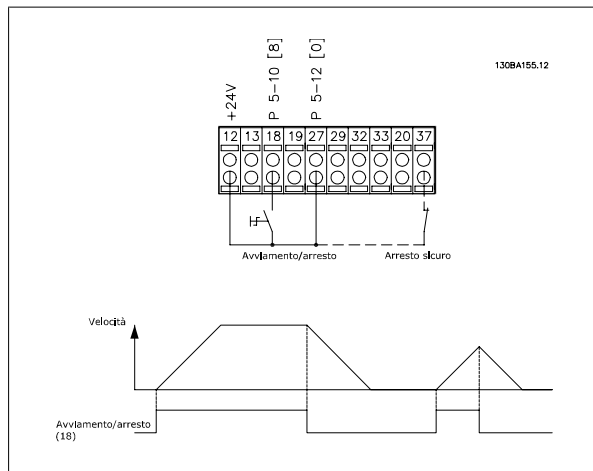 130BA155.12
+24V
P 5-10 [8]
P 5-12 [0]
12 13 18 19 27 29 32 33 20 37
Avviamento/arresto
Arresto sicuro
Velocità
Avviamento/arresto
(18)